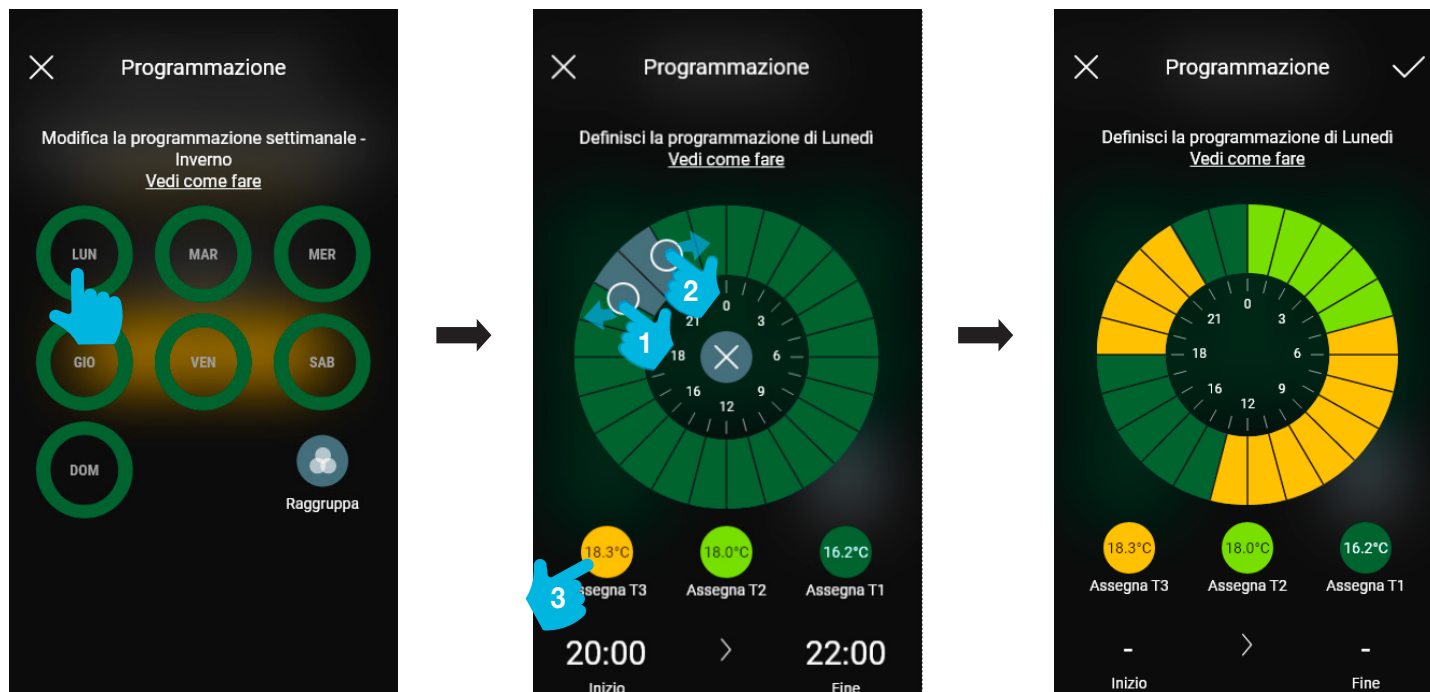 Programmazione
Modifica la programmazione settimanale -
Inverno
Vedi come fare
LUN
MAR
MER
GIO
VEN
SAB
DOM
Raggruppa
Programmazione
Definisci la programmazione di Lunedì
Vedi come fare
0
3
6
9
12
16
18
21
1
2
18.3°C
18.0°C
16.2°C
3
ssegna T3
Assegna T2
Assegna T1
20:00
22:00
Inizio
Fine
Programmazione
Definisci la programmazione di Lunedì
Vedi come fare
0
3
6
9
12
16
18
21
18.3°C
18.0°C
16.2°C
Assegna T3
Assegna T2
Assegna T1
-
-
Inizio
Fine